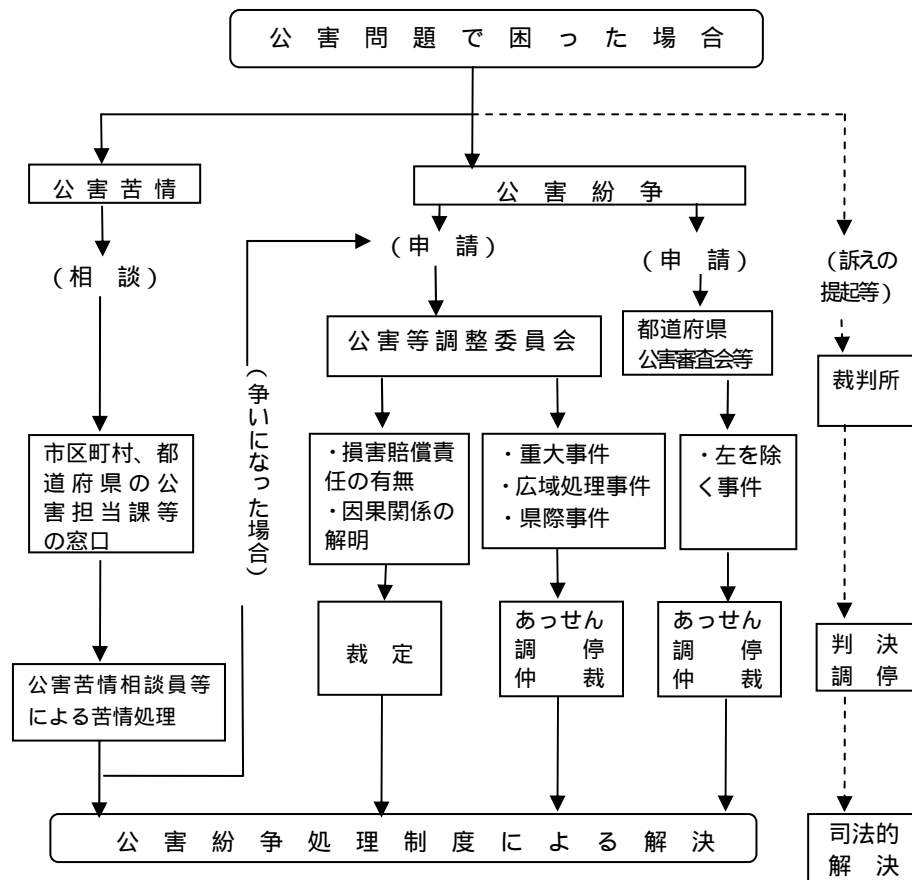 公害問題で困った場合
公害苦情
公害紛争
(相談)
(申請)
(申請)
(訴えの
提起等)
(争いになった場合)
公害等調整委員会
都道府県
公害審査会等
裁判所
市区町村、都
道府県の公
害担当課等
の窓口
・損害賠償責
任の有無
・因果関係の
解明
・重大事件
・広域処理事件
・県際事件
・左を除
く事件
裁定
あっせん
調停
仲裁
あっせん
調停
仲裁
判決
調停
公害苦情相談員等
による苦情処理
公害紛争処理制度による解決
司法的
解決